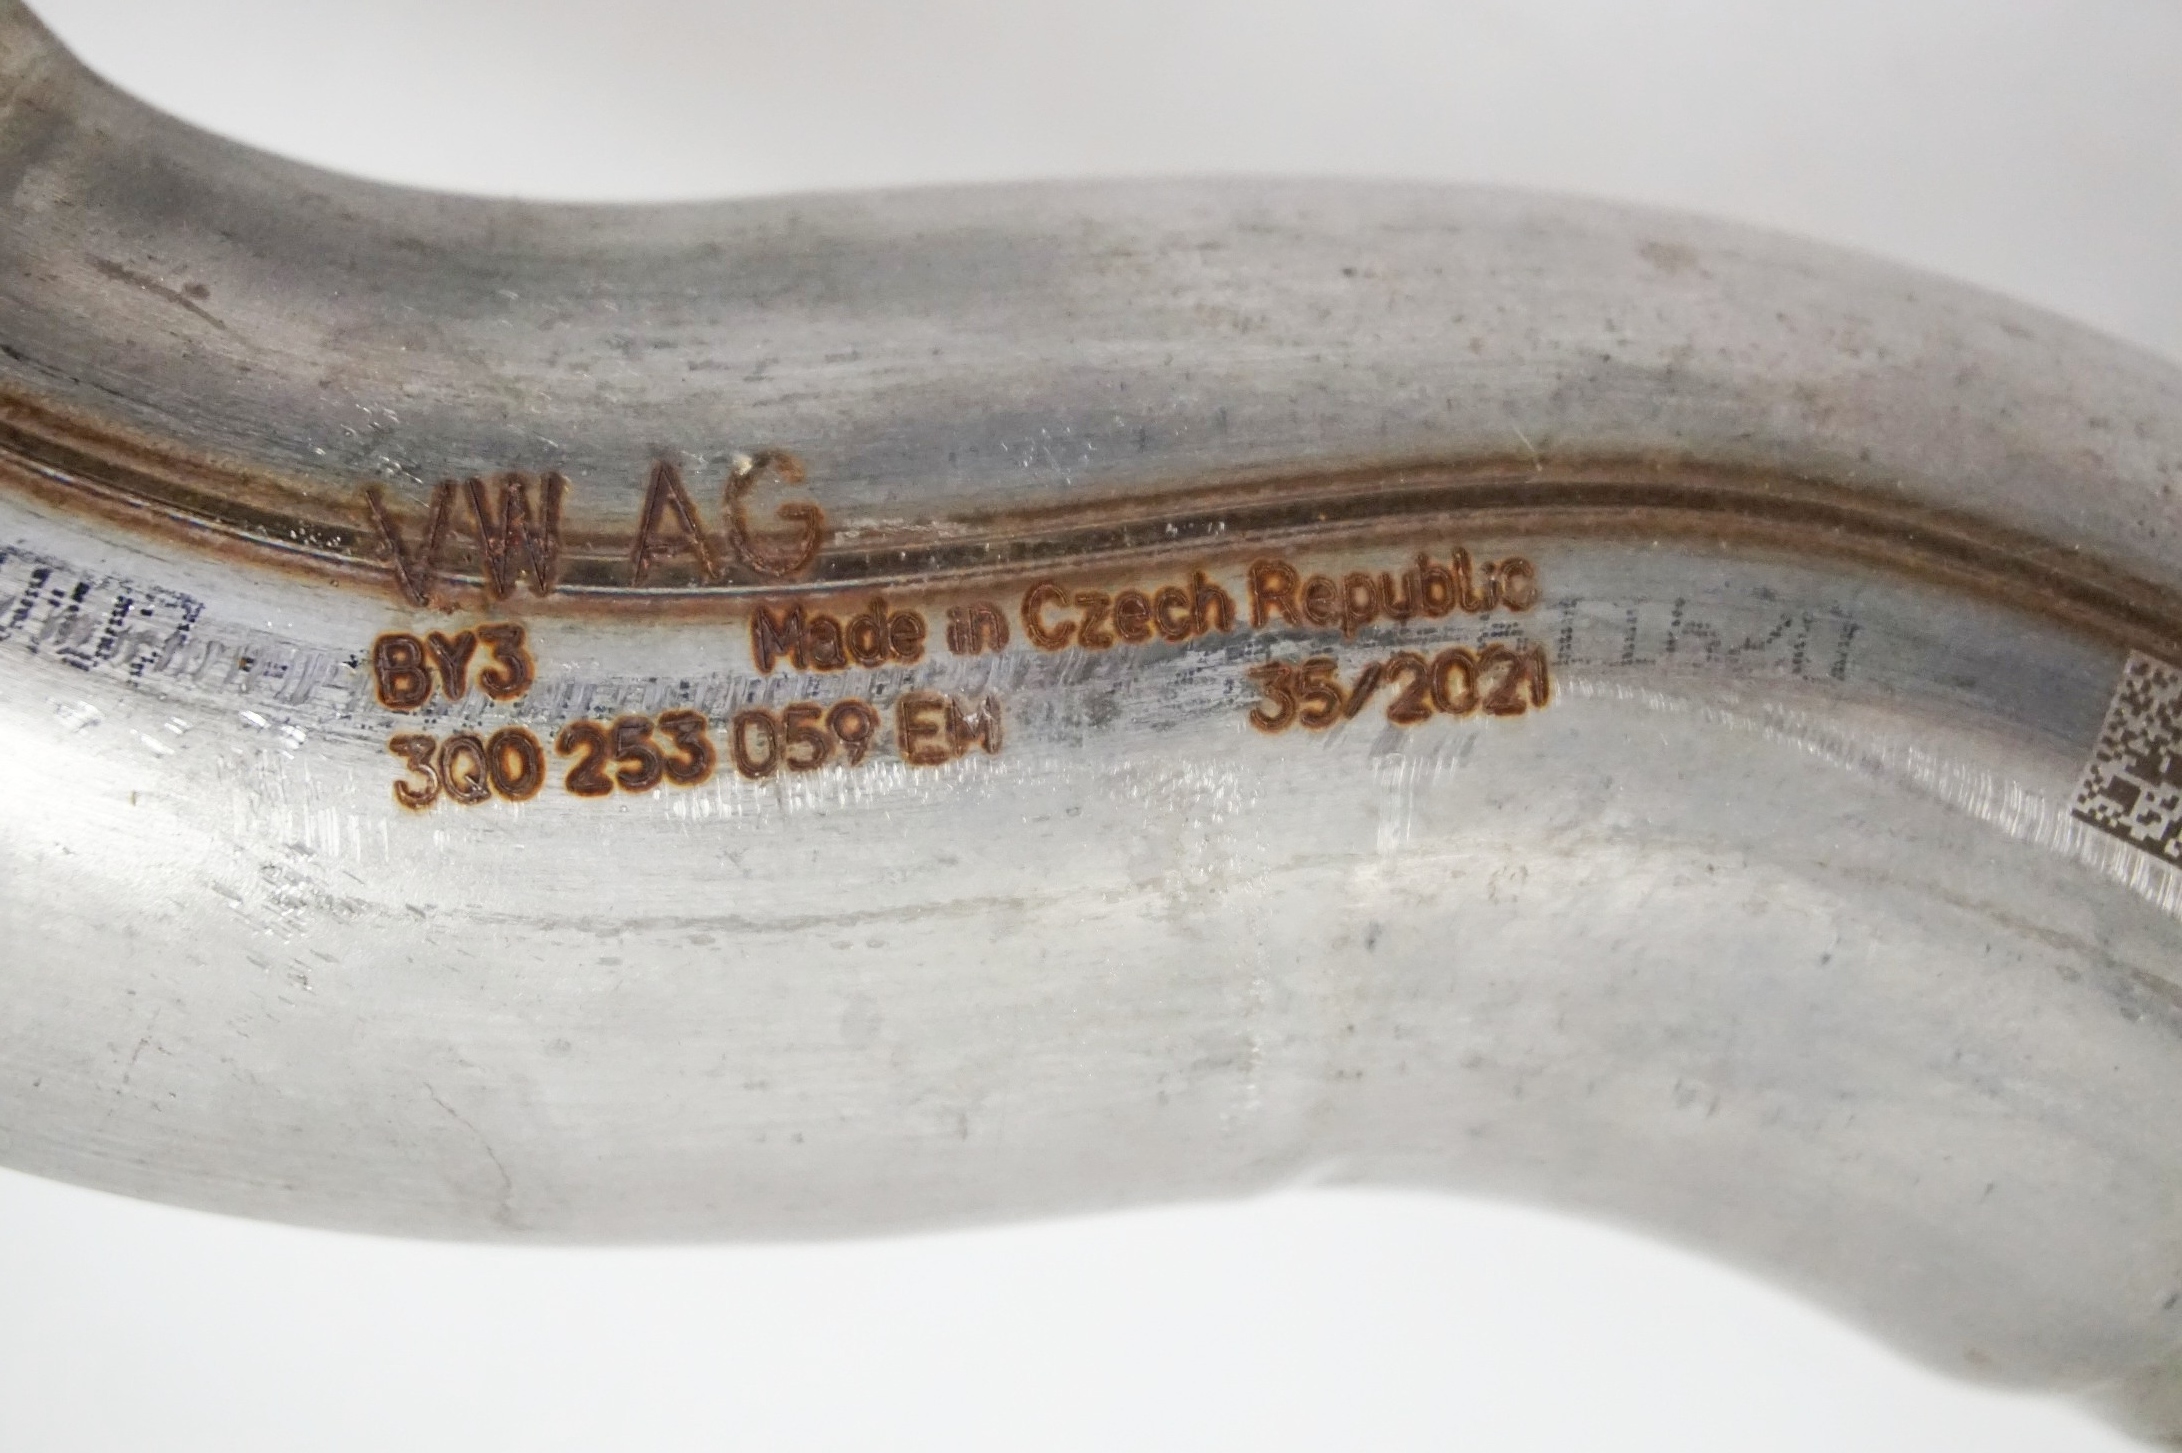 VW AG
Made in Czech Republic
BY3
35/2021
3Q0 253 059 EM